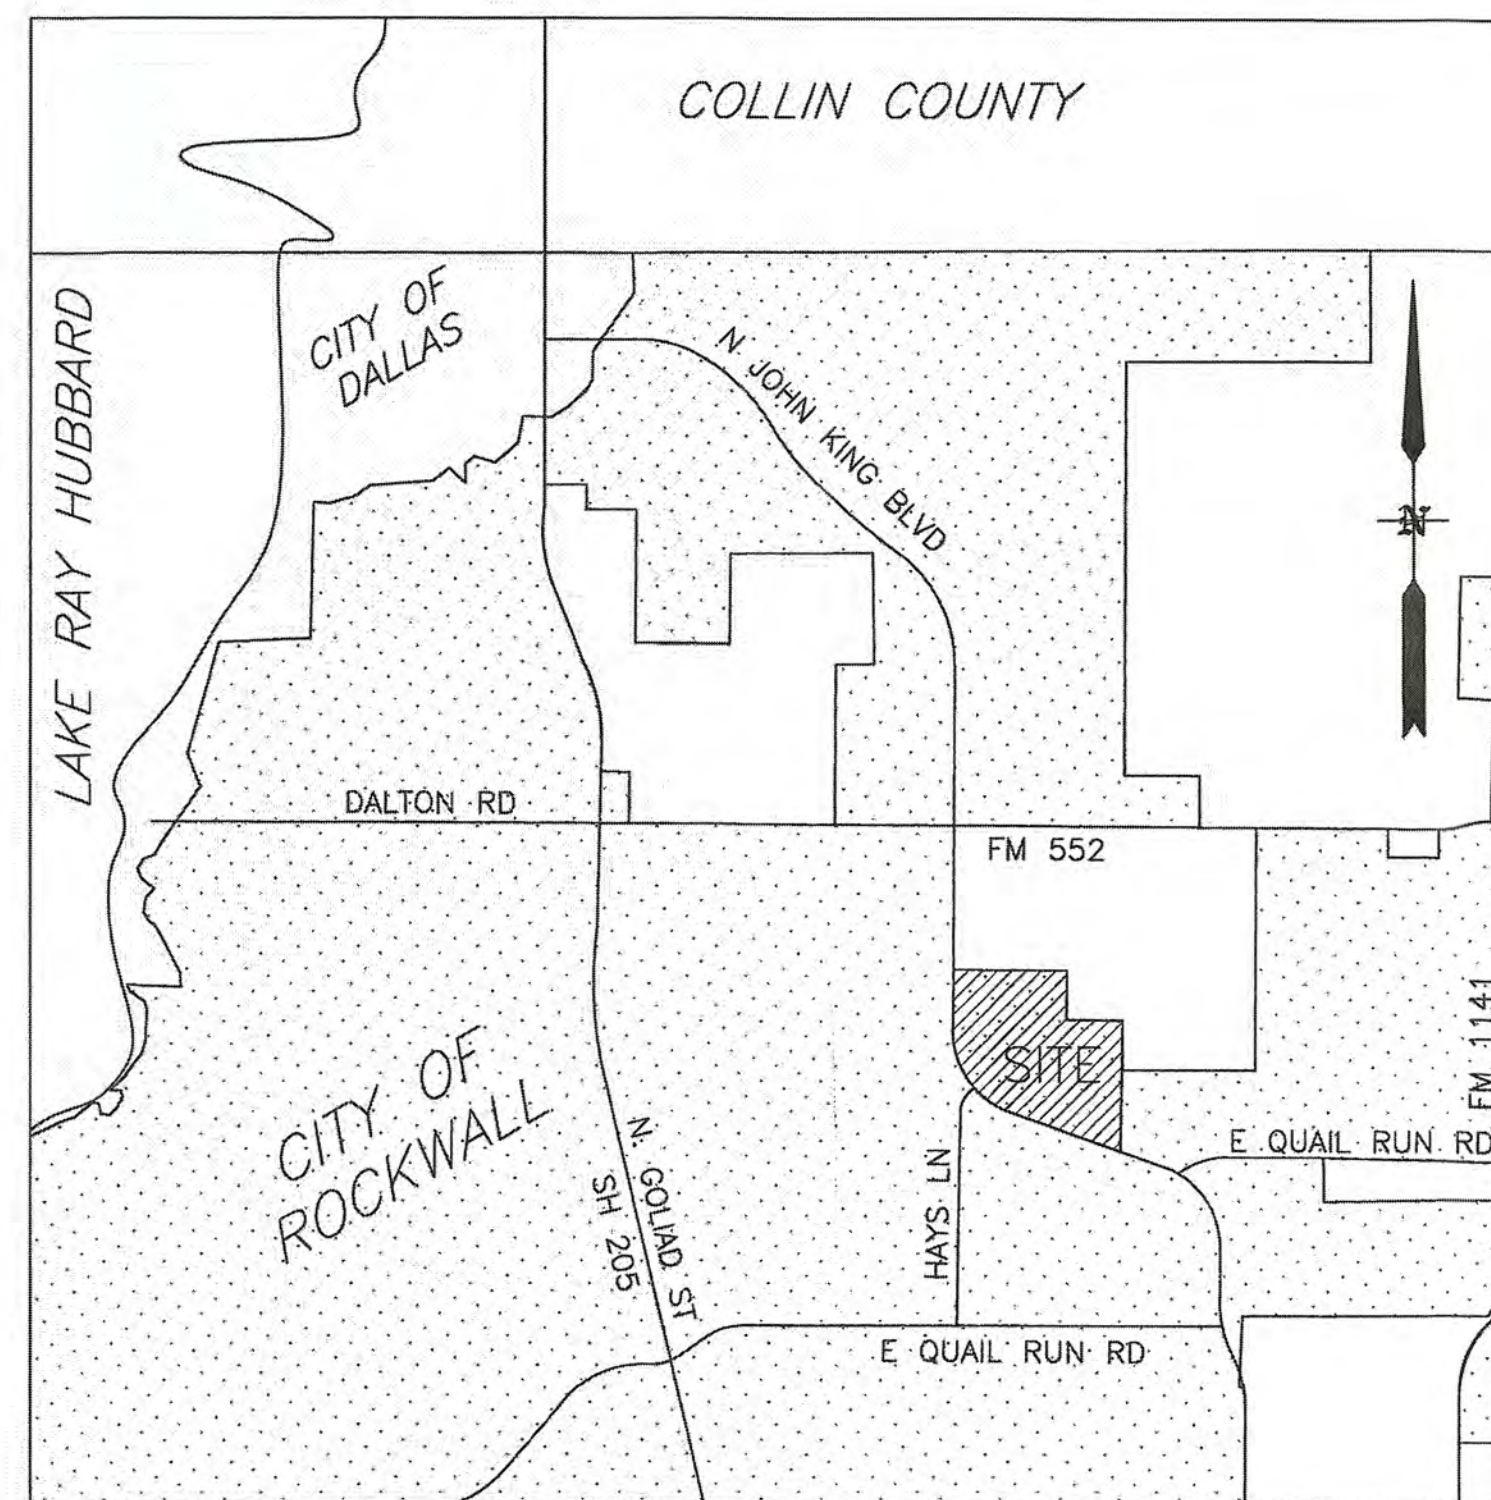 COLLIN COUNTY
CITY OF
DALLAS
LAKE RAY HUBBARD
N JOHN KING BLVD
N
DALTON RD
FM 552
FM 1141
SITE
CITY OF
ROCKWALL
N. GOLIAD ST
SH 205
HAYS LN
E QUAIL RUN RD
E QUAIL RUN RD